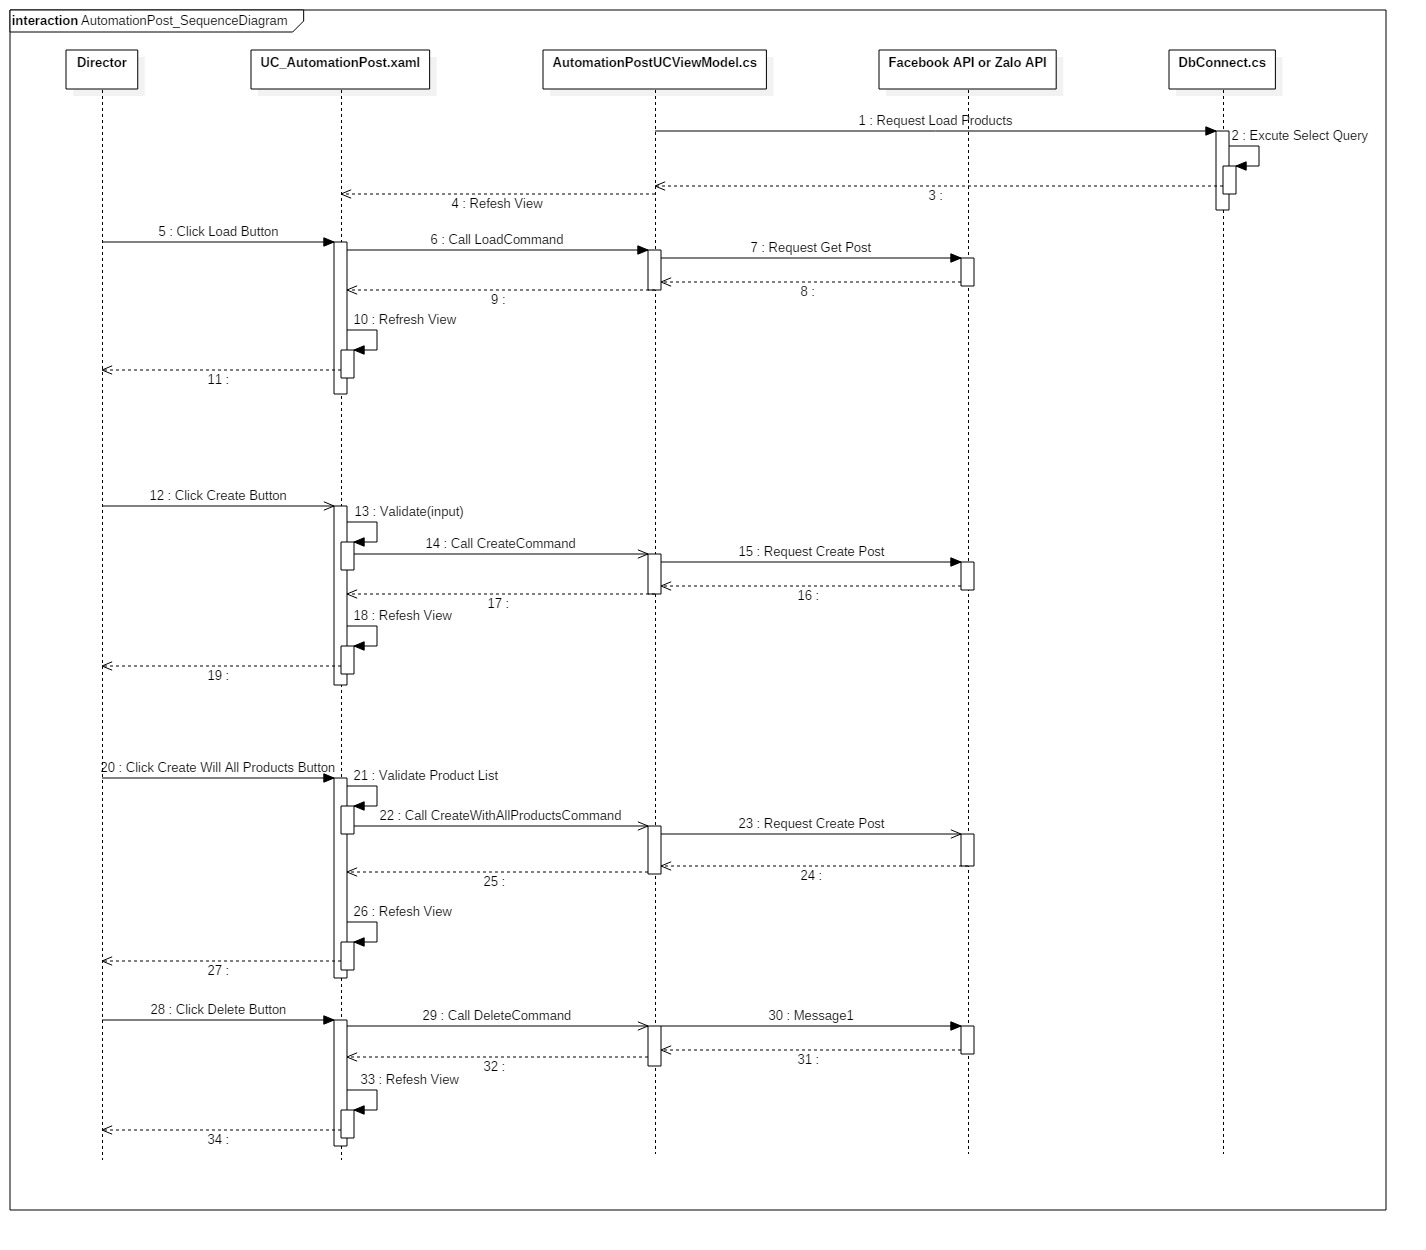 interaction AutomationPost_SequenceDiagram
Director
UC_AutomationPost.xaml
AutomationPostUCViewModel.cs
Facebook API or Zalo API
DbConnect.cs
1 : Request Load Products
2 : Excute Select Query
3 :
4 : Refesh View
5 : Click Load Button
6 : Call LoadCommand
7 : Request Get Post
8 :
9 :
10 : Refresh View
11 :
12 : Click Create Button
13 : Validate(input)
14 : Call CreateCommand
15 : Request Create Post
16 :
17 :
18 : Refesh View
19 :
20 : Click Create Will All Products Button
21 : Validate Product List
22 : Call CreateWithAllProductsCommand
23 : Request Create Post
24 :
25 :
26 : Refesh View
27 :
28 : Click Delete Button
29 : Call DeleteCommand
30 : Message1
31 :
32 :
33 : Refesh View
34 :